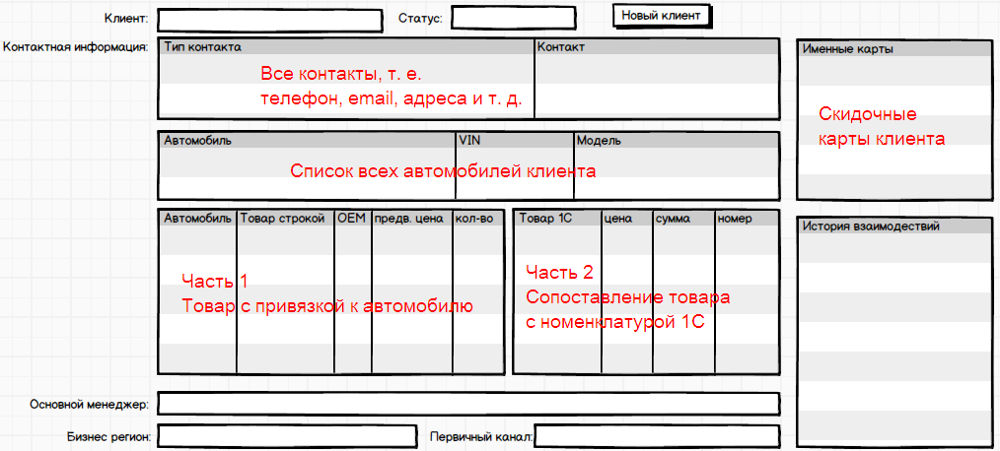 Клиент: Статус: Новый клиент
Контактная информация: Тип контакта Контакт Именные карты
Все контакты, т. е.
телефон, email, адреса и т. д.
Скидочные
карты клиента
Автомобиль VIN Модель
Список всех автомобилей клиента
Автомобиль Товар строкой OEM предв. цена кол-во Товар 1С цена сумма номер
История взаимодествий
Часть 1
Товар с привязкой к автомобилю
Часть 2
Сопоставление товара
с номенклатурой 1С
Основной менеджер:
Бизнес регион: Первичный канал: